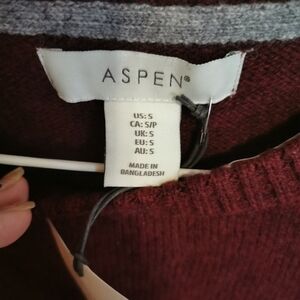 ASPEN®
US: S
CA: S/P
UK: S
EU: S
AU: S
MADE IN
BANGLADESH